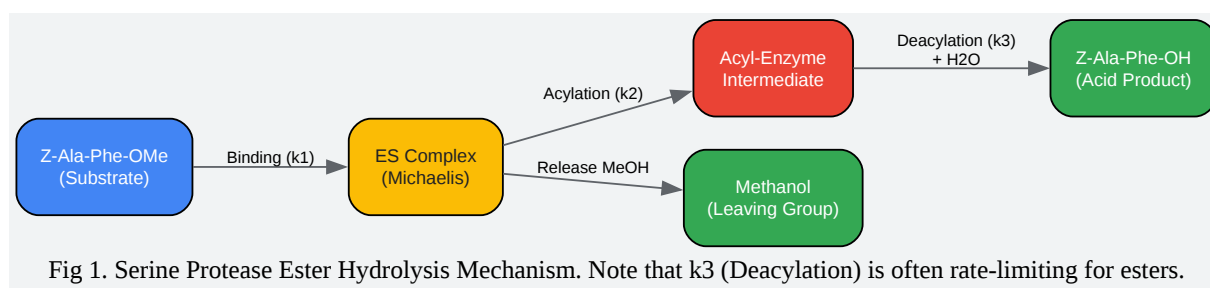 Z-Ala-Phe-OMe
(Substrate)
Binding (k1)
ES Complex
(Michaelis)
Acylation (k2)
Release MeOH
Acyl-Enzyme
Intermediate
Methanol
(Leaving Group)
Deacylation (k3)
+ H2O
Z-Ala-Phe-OH
(Acid Product)
Fig 1. Serine Protease Ester Hydrolysis Mechanism. Note that k3 (Deacylation) is often rate-limiting for esters.